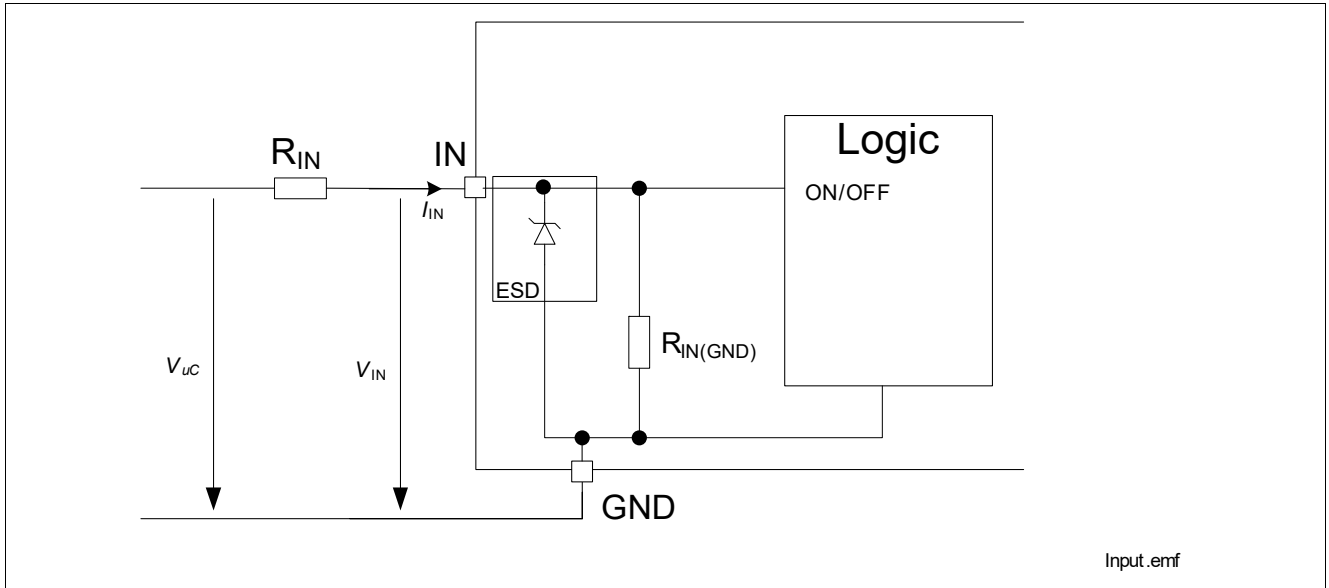 Logic
R_IN
IN
ON/OFF
I_IN
ESD
R_IN(GND)
V_uC
V_IN
GND
Input.emf